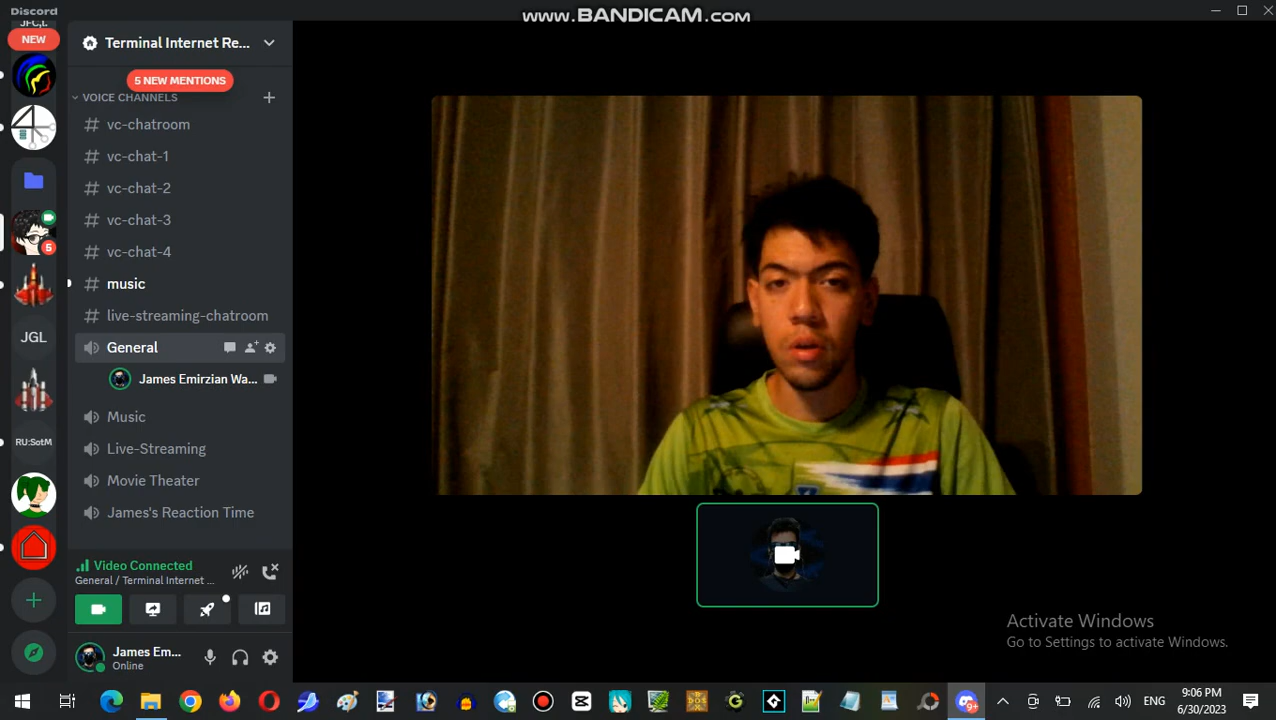 Discord
www.BANDICAM.com
JFC,I.
NEW
Terminal Internet Re...
5 NEW MENTIONS
VOICE CHANNELS
vc-chatroom
vc-chat-1
vc-chat-2
vc-chat-3
vc-chat-4
5
music
live-streaming-chatroom
JGL
General
James Emirzian Wa...
Music
RU:SotM
Live-Streaming
Movie Theater
James's Reaction Time
Video Connected
General / Terminal Internet ...
James Em...
Online
Activate Windows
Go to Settings to activate Windows.
9+
ENG
9:06 PM
6/30/2023